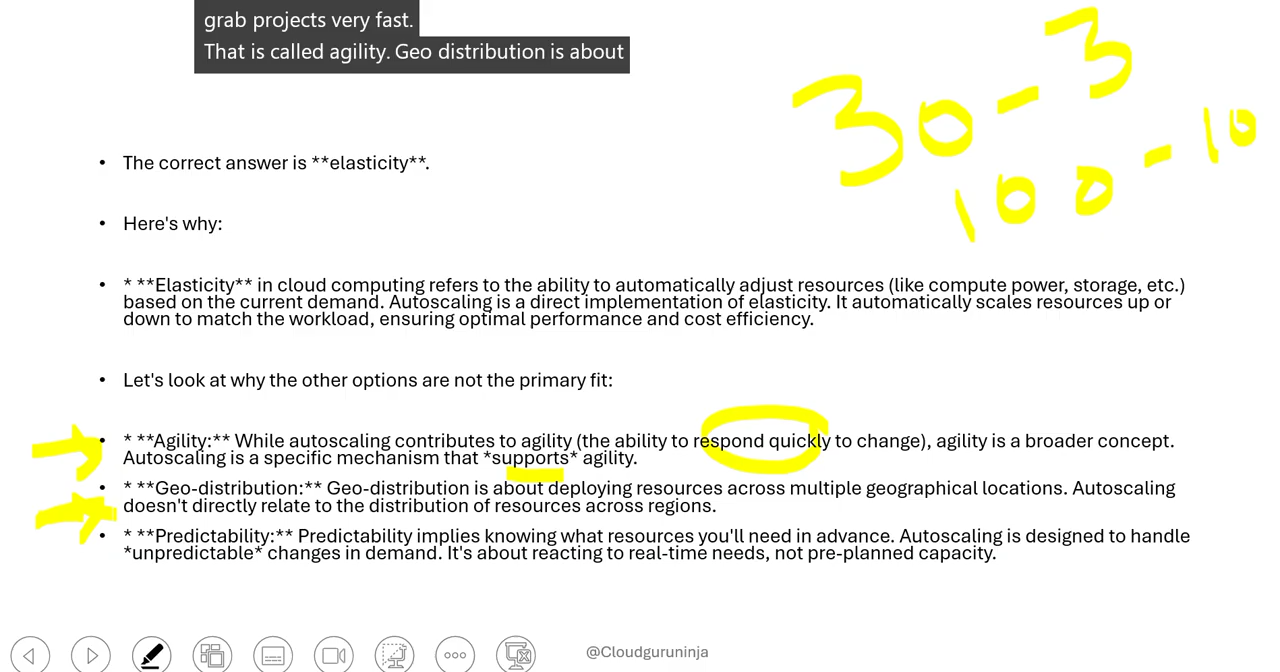 grab projects very fast.
That is called agility. Geo distribution is about
30 - 3
100 - 10
• The correct answer is **elasticity**.
• Here's why:
• * **Elasticity** in cloud computing refers to the ability to automatically adjust resources (like compute power, storage, etc.)
based on the current demand. Autoscaling is a direct implementation of elasticity. It automatically scales resources up or
down to match the workload, ensuring optimal performance and cost efficiency.
• Let's look at why the other options are not the primary fit:
• * **Agility:** While autoscaling contributes to agility (the ability to respond quickly to change), agility is a broader concept.
Autoscaling is a specific mechanism that *supports* agility.
• * **Geo-distribution:** Geo-distribution is about deploying resources across multiple geographical locations. Autoscaling
doesn't directly relate to the distribution of resources across regions.
• * **Predictability:** Predictability implies knowing what resources you'll need in advance. Autoscaling is designed to handle
*unpredictable* changes in demand. It's about reacting to real-time needs, not pre-planned capacity.
@Cloudguruninja